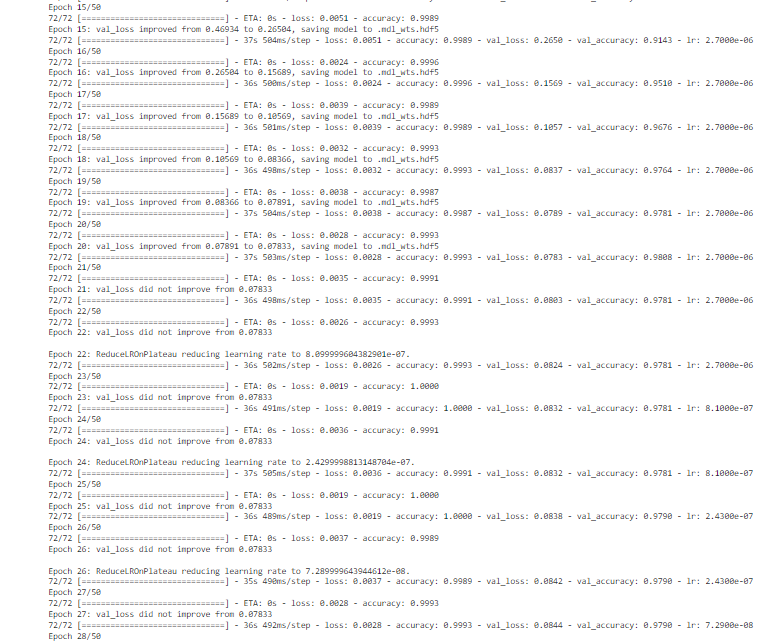 Epoch 15/50
72/72 [==============================] - ETA: 0s - loss: 0.0051 - accuracy: 0.9989
Epoch 15: val_loss improved from 0.46934 to 0.26504, saving model to .mdl_wts.hdf5
72/72 [==============================] - 37s 504ms/step - loss: 0.0051 - accuracy: 0.9989 - val_loss: 0.2650 - val_accuracy: 0.9143 - lr: 2.7000e-06
Epoch 16/50
72/72 [==============================] - ETA: 0s - loss: 0.0024 - accuracy: 0.9996
Epoch 16: val_loss improved from 0.26504 to 0.15689, saving model to .mdl_wts.hdf5
72/72 [==============================] - 36s 500ms/step - loss: 0.0024 - accuracy: 0.9996 - val_loss: 0.1569 - val_accuracy: 0.9510 - lr: 2.7000e-06
Epoch 17/50
72/72 [==============================] - ETA: 0s - loss: 0.0039 - accuracy: 0.9989
Epoch 17: val_loss improved from 0.15689 to 0.10569, saving model to .mdl_wts.hdf5
72/72 [==============================] - 36s 501ms/step - loss: 0.0039 - accuracy: 0.9989 - val_loss: 0.1057 - val_accuracy: 0.9676 - lr: 2.7000e-06
Epoch 18/50
72/72 [==============================] - ETA: 0s - loss: 0.0032 - accuracy: 0.9993
Epoch 18: val_loss improved from 0.10569 to 0.08366, saving model to .mdl_wts.hdf5
72/72 [==============================] - 36s 498ms/step - loss: 0.0032 - accuracy: 0.9993 - val_loss: 0.0837 - val_accuracy: 0.9764 - lr: 2.7000e-06
Epoch 19/50
72/72 [==============================] - ETA: 0s - loss: 0.0038 - accuracy: 0.9987
Epoch 19: val_loss improved from 0.08366 to 0.07891, saving model to .mdl_wts.hdf5
72/72 [==============================] - 37s 504ms/step - loss: 0.0038 - accuracy: 0.9987 - val_loss: 0.0789 - val_accuracy: 0.9781 - lr: 2.7000e-06
Epoch 20/50
72/72 [==============================] - ETA: 0s - loss: 0.0028 - accuracy: 0.9993
Epoch 20: val_loss improved from 0.07891 to 0.07833, saving model to .mdl_wts.hdf5
72/72 [==============================] - 37s 503ms/step - loss: 0.0028 - accuracy: 0.9993 - val_loss: 0.0783 - val_accuracy: 0.9808 - lr: 2.7000e-06
Epoch 21/50
72/72 [==============================] - ETA: 0s - loss: 0.0035 - accuracy: 0.9991
Epoch 21: val_loss did not improve from 0.07833
72/72 [==============================] - 36s 498ms/step - loss: 0.0035 - accuracy: 0.9991 - val_loss: 0.0803 - val_accuracy: 0.9781 - lr: 2.7000e-06
Epoch 22/50
72/72 [==============================] - ETA: 0s - loss: 0.0026 - accuracy: 0.9993
Epoch 22: val_loss did not improve from 0.07833
Epoch 22: ReduceLROnPlateau reducing learning rate to 8.099999604382901e-07.
72/72 [==============================] - 36s 502ms/step - loss: 0.0026 - accuracy: 0.9993 - val_loss: 0.0824 - val_accuracy: 0.9781 - lr: 2.7000e-06
Epoch 23/50
72/72 [==============================] - ETA: 0s - loss: 0.0019 - accuracy: 1.0000
Epoch 23: val_loss did not improve from 0.07833
72/72 [==============================] - 36s 491ms/step - loss: 0.0019 - accuracy: 1.0000 - val_loss: 0.0832 - val_accuracy: 0.9781 - lr: 8.1000e-07
Epoch 24/50
72/72 [==============================] - ETA: 0s - loss: 0.0036 - accuracy: 0.9991
Epoch 24: val_loss did not improve from 0.07833
Epoch 24: ReduceLROnPlateau reducing learning rate to 2.4299998813148704e-07.
72/72 [==============================] - 37s 505ms/step - loss: 0.0036 - accuracy: 0.9991 - val_loss: 0.0832 - val_accuracy: 0.9781 - lr: 8.1000e-07
Epoch 25/50
72/72 [==============================] - ETA: 0s - loss: 0.0019 - accuracy: 1.0000
Epoch 25: val_loss did not improve from 0.07833
72/72 [==============================] - 36s 489ms/step - loss: 0.0019 - accuracy: 1.0000 - val_loss: 0.0838 - val_accuracy: 0.9790 - lr: 2.4300e-07
Epoch 26/50
72/72 [==============================] - ETA: 0s - loss: 0.0037 - accuracy: 0.9989
Epoch 26: val_loss did not improve from 0.07833
Epoch 26: ReduceLROnPlateau reducing learning rate to 7.289999643944612e-08.
72/72 [==============================] - 35s 490ms/step - loss: 0.0037 - accuracy: 0.9989 - val_loss: 0.0842 - val_accuracy: 0.9790 - lr: 2.4300e-07
Epoch 27/50
72/72 [==============================] - ETA: 0s - loss: 0.0028 - accuracy: 0.9993
Epoch 27: val_loss did not improve from 0.07833
72/72 [==============================] - 36s 492ms/step - loss: 0.0028 - accuracy: 0.9993 - val_loss: 0.0844 - val_accuracy: 0.9790 - lr: 7.2900e-08
Epoch 28/50